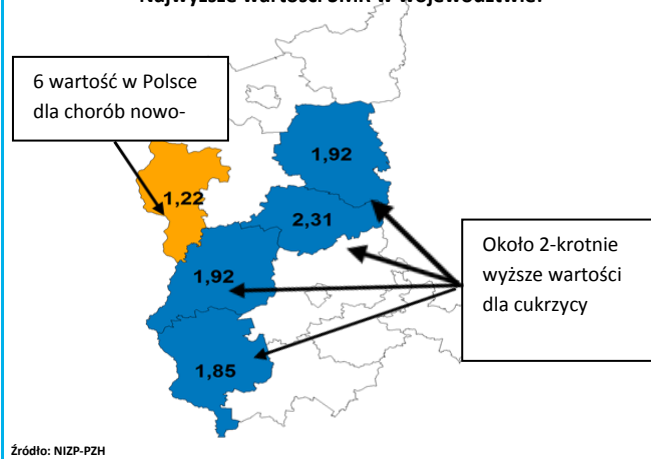 6 wartość w Polsce
dla chorób nowo-
1,92
1,22
2,31
Około 2-krotnie
wyższe wartości
dla cukrzycy
1,92
1,85
Źródło: NIZP-PZH